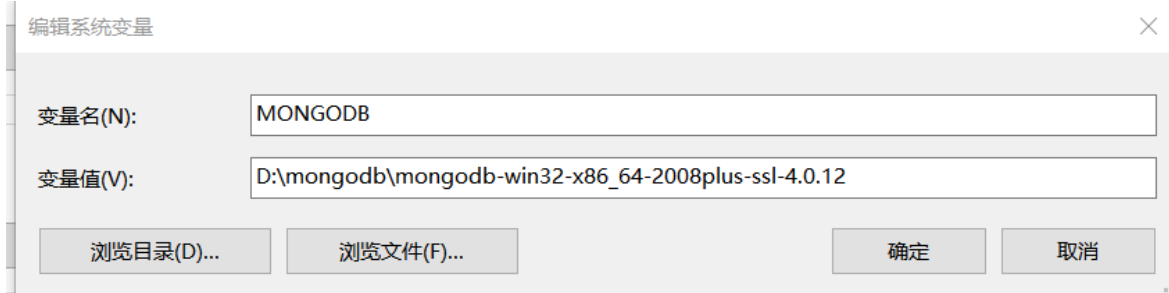 编辑系统变量
变量名(N): MONGODB
变量值(V): D:\mongodb\mongodb-win32-x86_64-2008plus-ssl-4.0.12
浏览目录(D)... 浏览文件(F)... 确定 取消